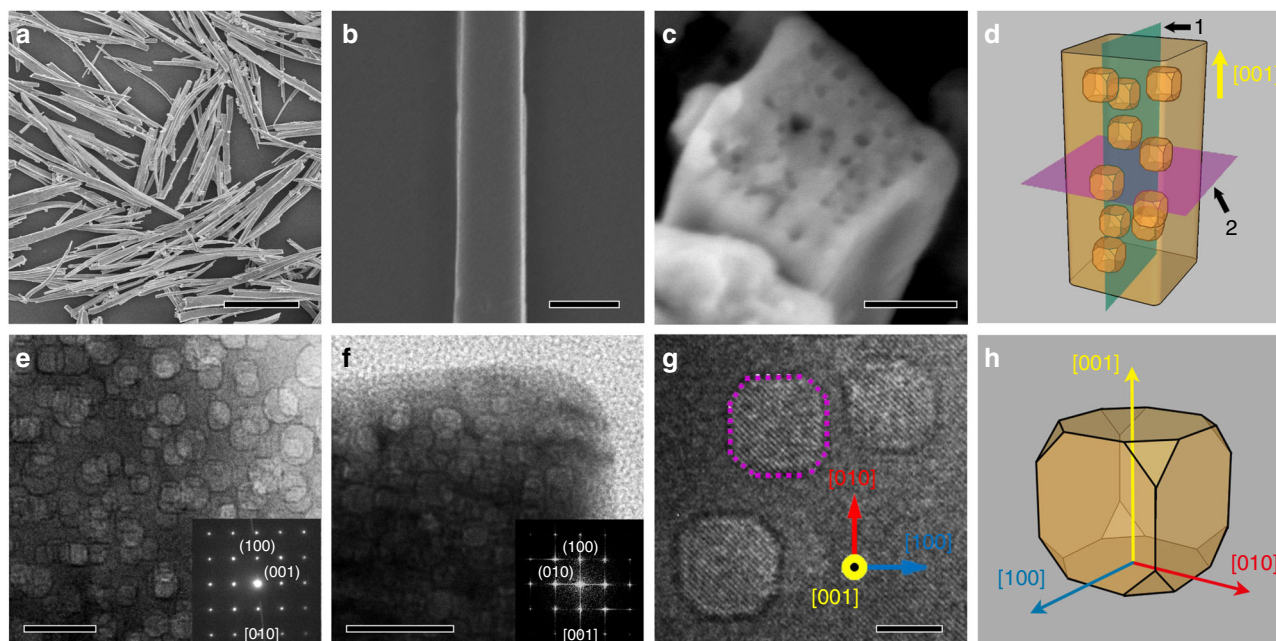 a
b
c
d
1
[001]
2
e
(100)
(001)
[010]
f
(100)
(010)
[001]
g
[010]
[100]
[001]
h
[001]
[100]
[010]